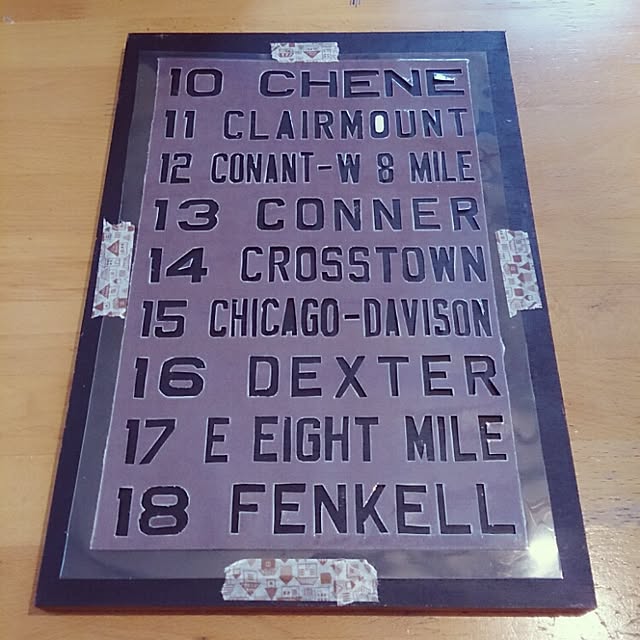 10 CHENE
11 CLAIRMOUNT
12 CONANT-W 8 MILE
13 CONNER
14 CROSSTOWN
15 CHICAGO-DAVISON
16 DEXTER
17 E EIGHT MILE
18 FENKELL